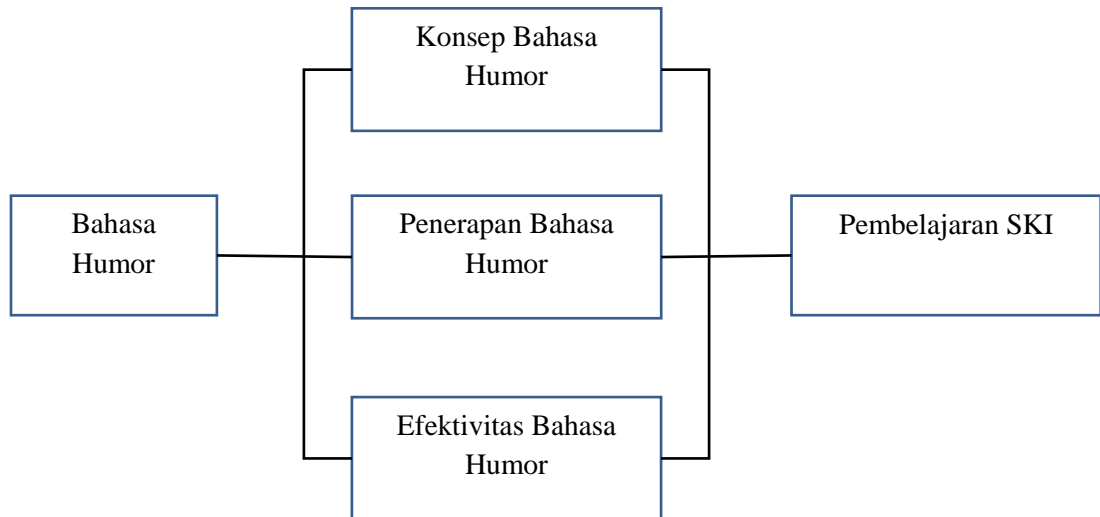 Konsep Bahasa
Humor
Bahasa
Humor
Penerapan Bahasa
Humor
Pembelajaran SKI
Efektivitas Bahasa
Humor